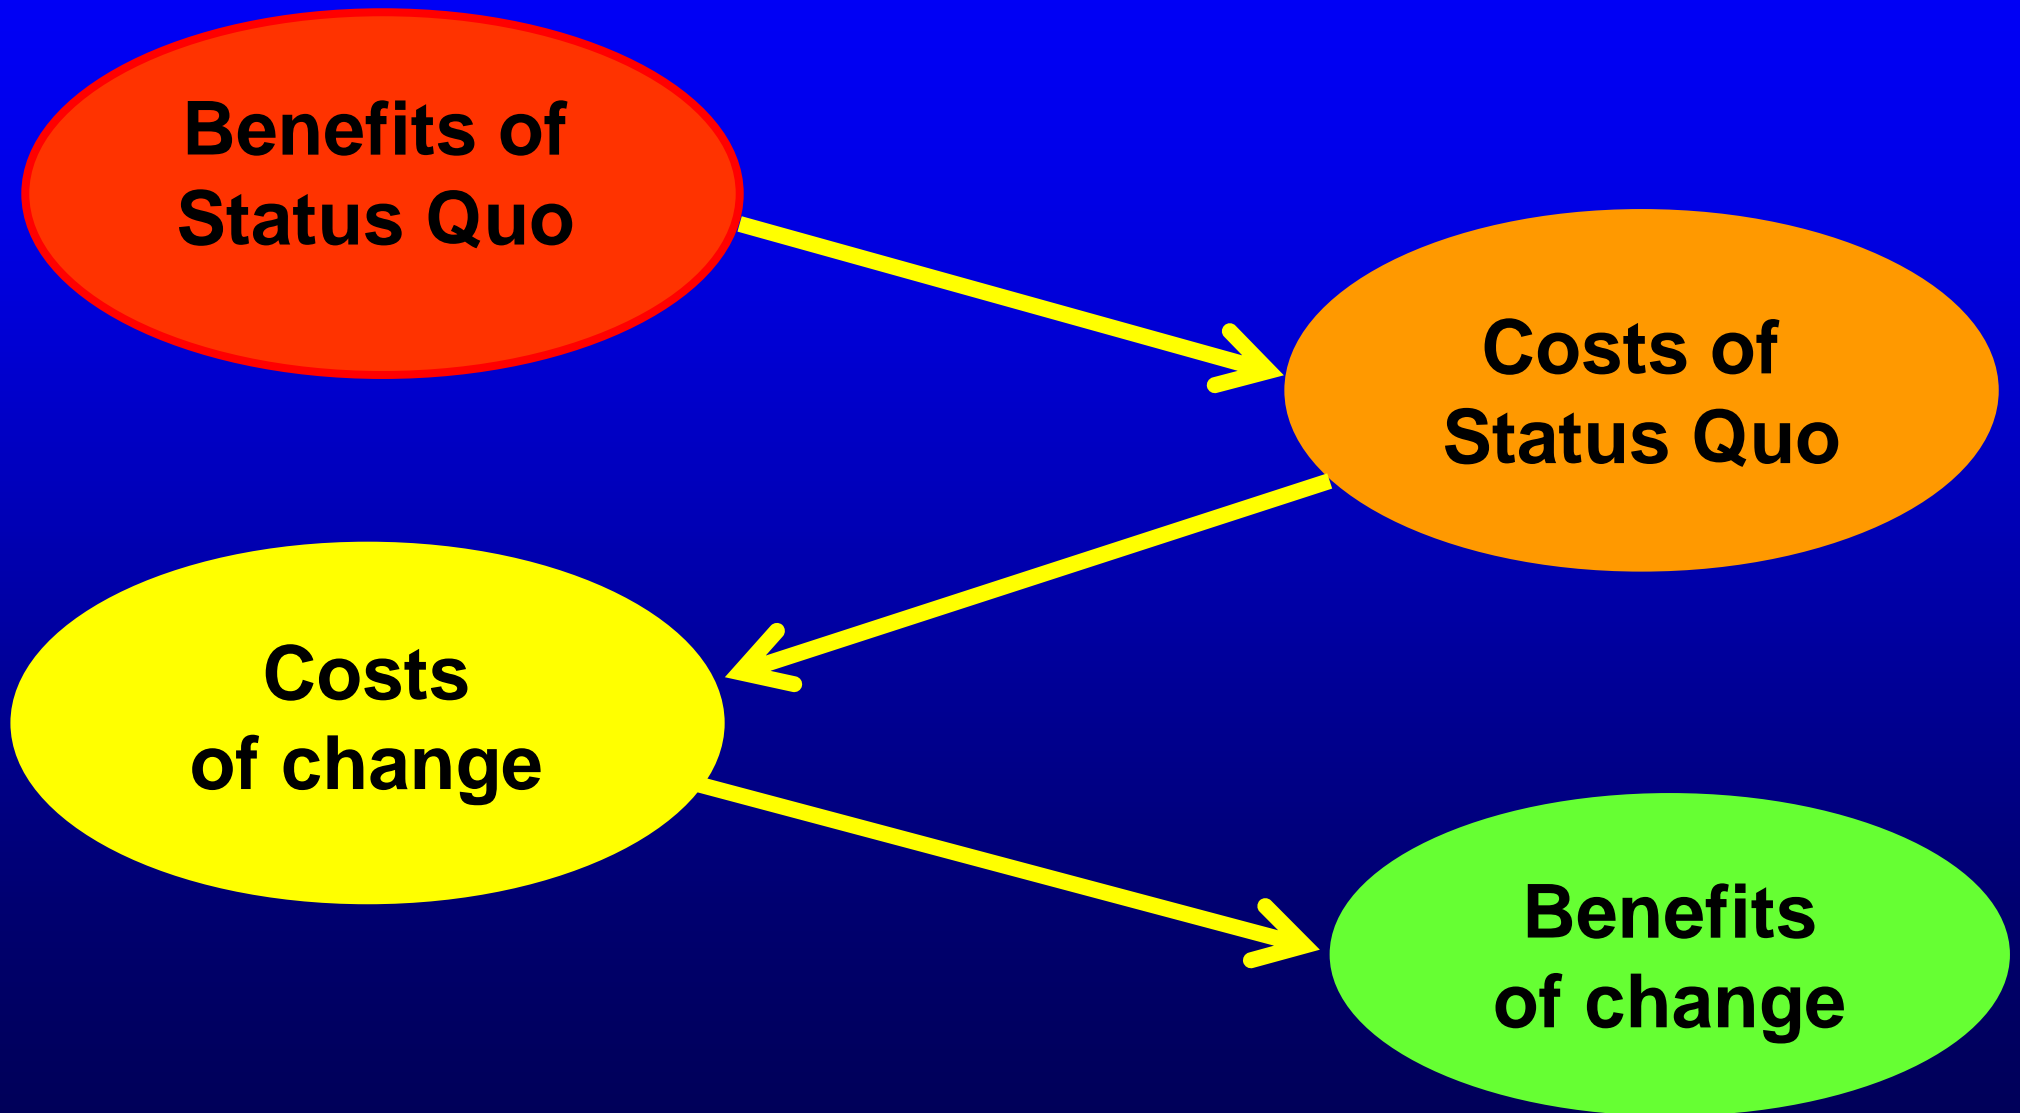 Benefits of
Status Quo
Costs of
Status Quo
Costs
of change
Benefits
of change